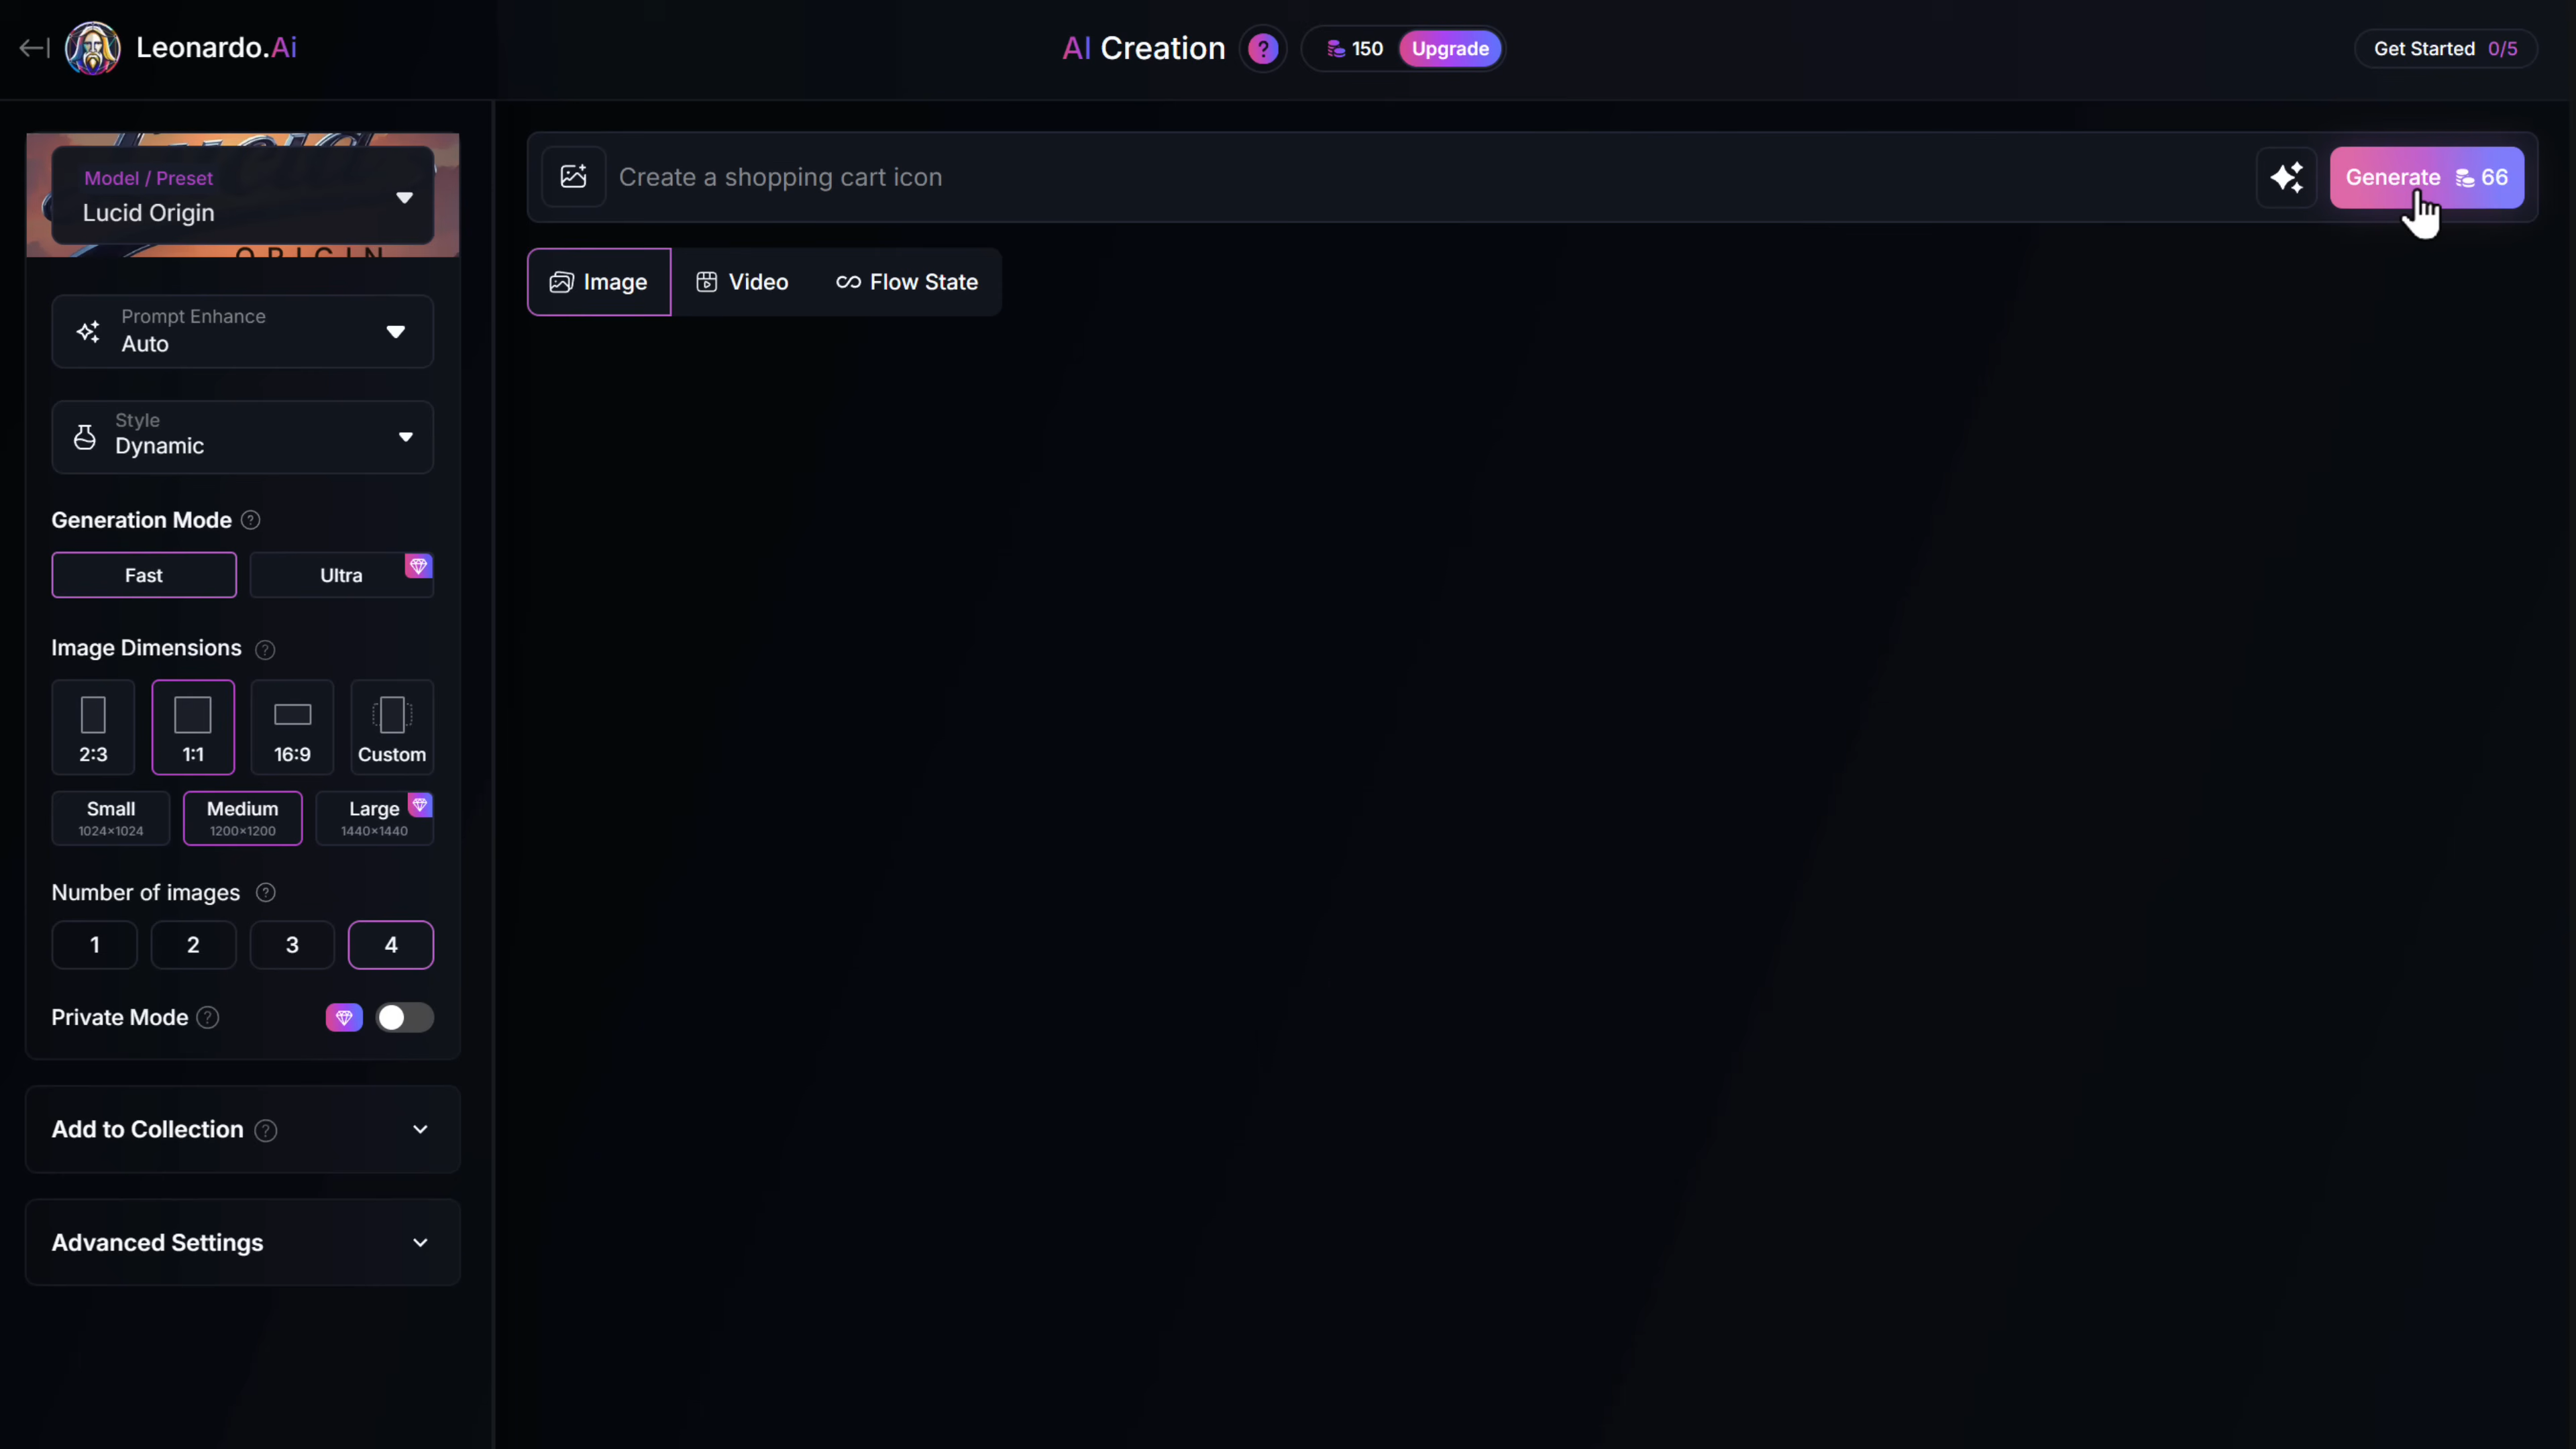 Leonardo.Ai
AI Creation
?
150
Upgrade
Get Started 0/5
Model / Preset
Lucid Origin
ORIGIN
Create a shopping cart icon
Generate 66
Image
Video
Flow State
Prompt Enhance
Auto
Style
Dynamic
Generation Mode ?
Fast
Ultra
Image Dimensions ?
2:3
1:1
16:9
Custom
Small
1024×1024
Medium
1200×1200
Large
1440×1440
Number of images ?
1
2
3
4
Private Mode ?
Add to Collection ?
Advanced Settings